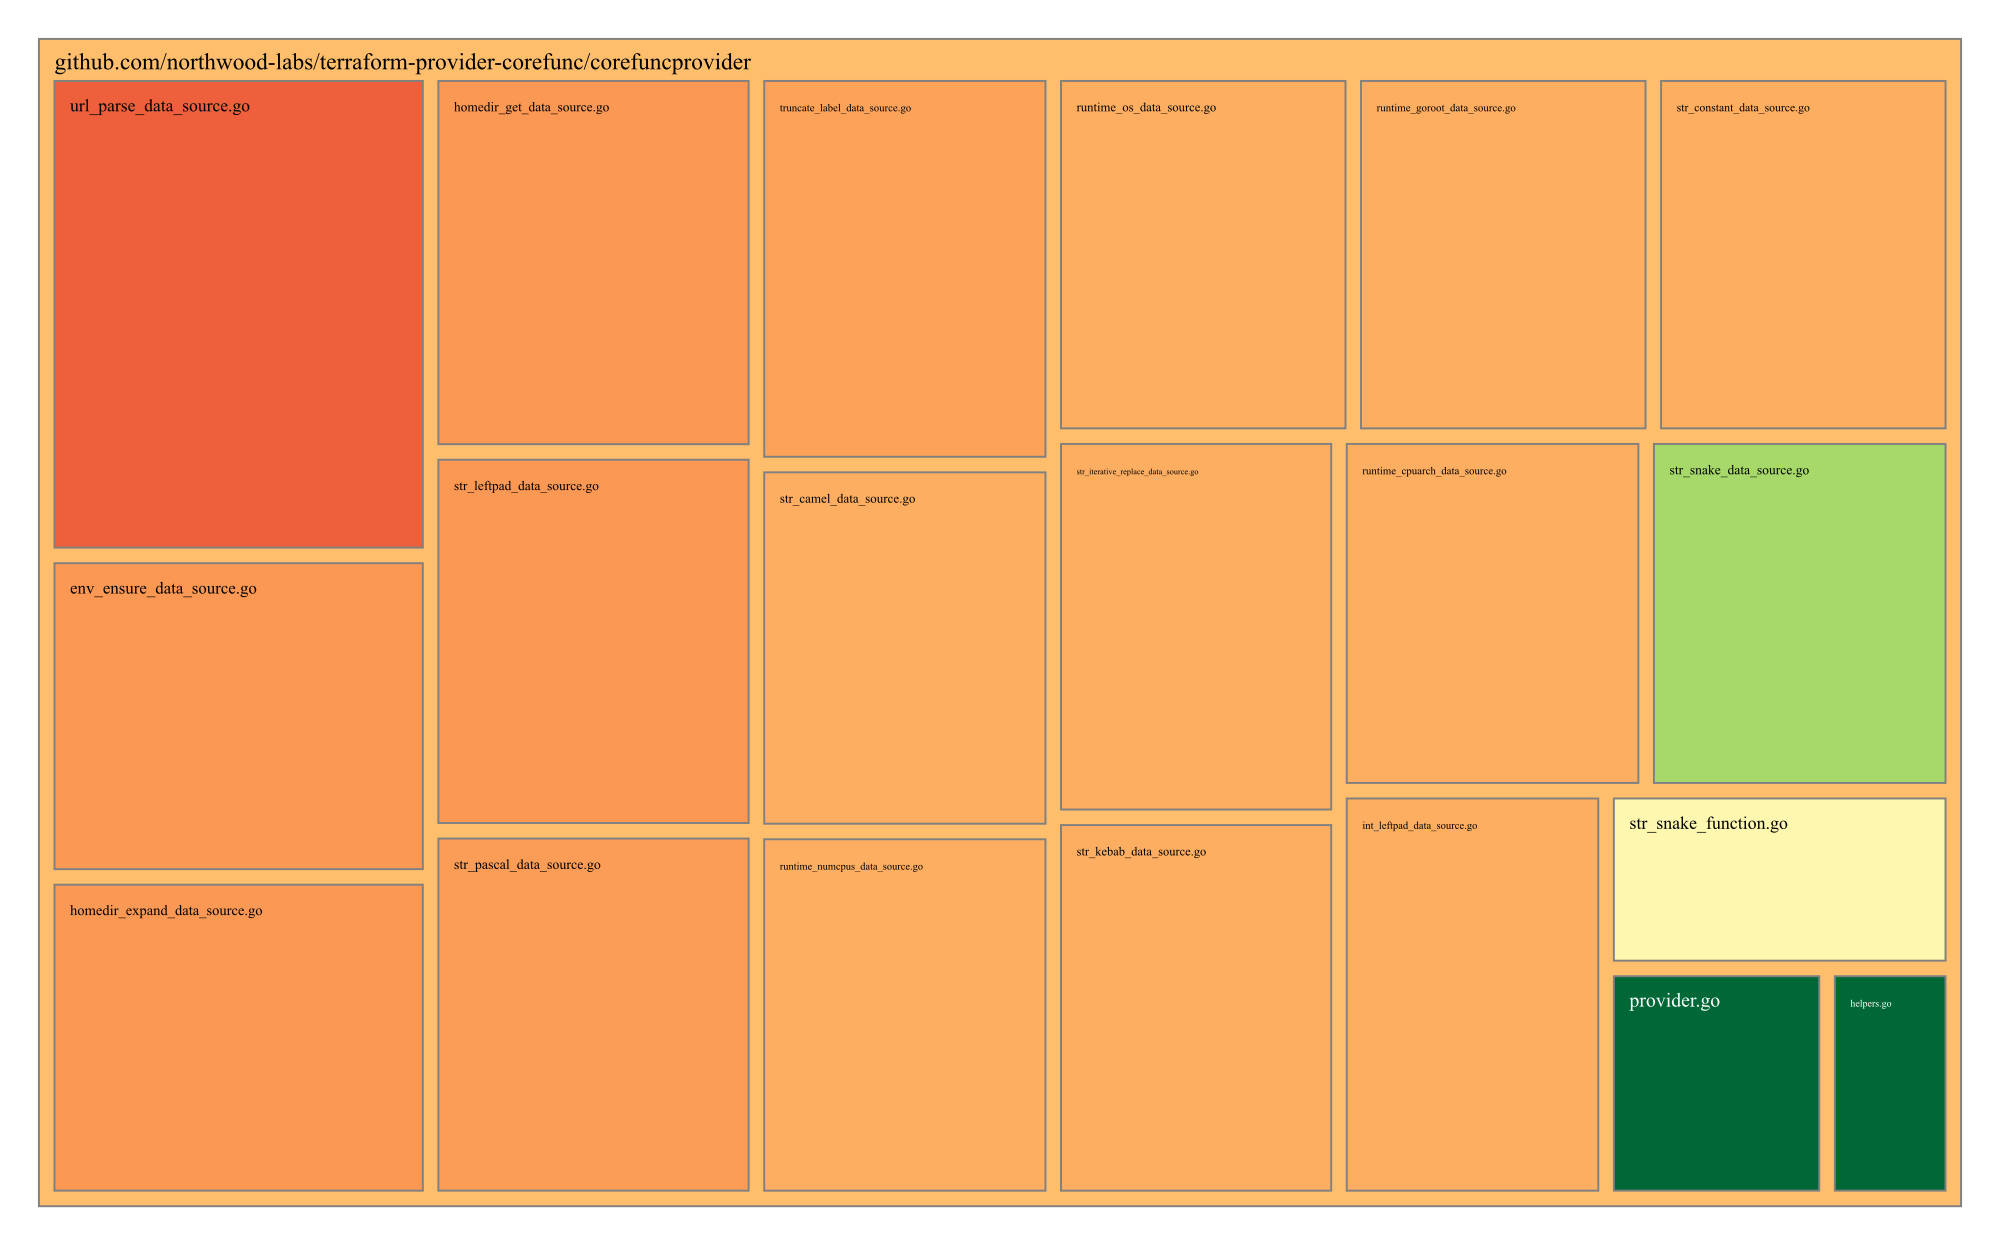 github.com/northwood-labs/terraform-provider-corefunc/corefuncprovider
url_parse_data_source.go
homedir_get_data_source.go
truncate_label_data_source.go
runtime_os_data_source.go
runtime_goroot_data_source.go
str_constant_data_source.go
str_iterative_replace_data_source.go
runtime_cpuarch_data_source.go
str_snake_data_source.go
str_leftpad_data_source.go
str_camel_data_source.go
env_ensure_data_source.go
int_leftpad_data_source.go
str_snake_function.go
str_kebab_data_source.go
str_pascal_data_source.go
runtime_numcpus_data_source.go
homedir_expand_data_source.go
provider.go
helpers.go